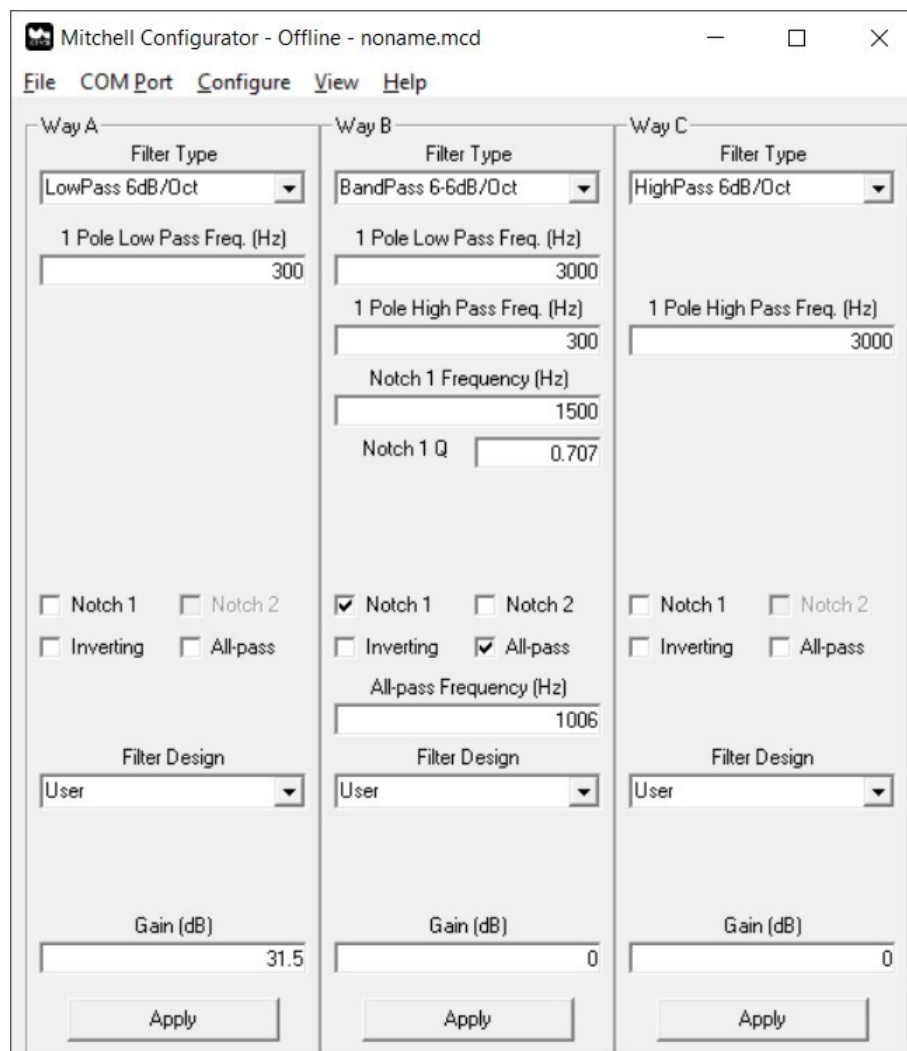 Mitchell Configurator - Offline - noname.mcd
File COM Port Configure View Help
Way A
Filter Type
LowPass 6dB/Oct
1 Pole Low Pass Freq. (Hz)
300
Notch 1 Notch 2
Inverting All-pass
Filter Design
User
Gain (dB)
31.5
Apply
Way B
Filter Type
BandPass 6-6dB/Oct
1 Pole Low Pass Freq. (Hz)
3000
1 Pole High Pass Freq. (Hz)
300
Notch 1 Frequency (Hz)
1500
Notch 1 Q 0.707
Notch 1 Notch 2
Inverting All-pass
All-pass Frequency (Hz)
1006
Filter Design
User
Gain (dB)
0
Apply
Way C
Filter Type
HighPass 6dB/Oct
1 Pole High Pass Freq. (Hz)
3000
Notch 1 Notch 2
Inverting All-pass
Filter Design
User
Gain (dB)
0
Apply